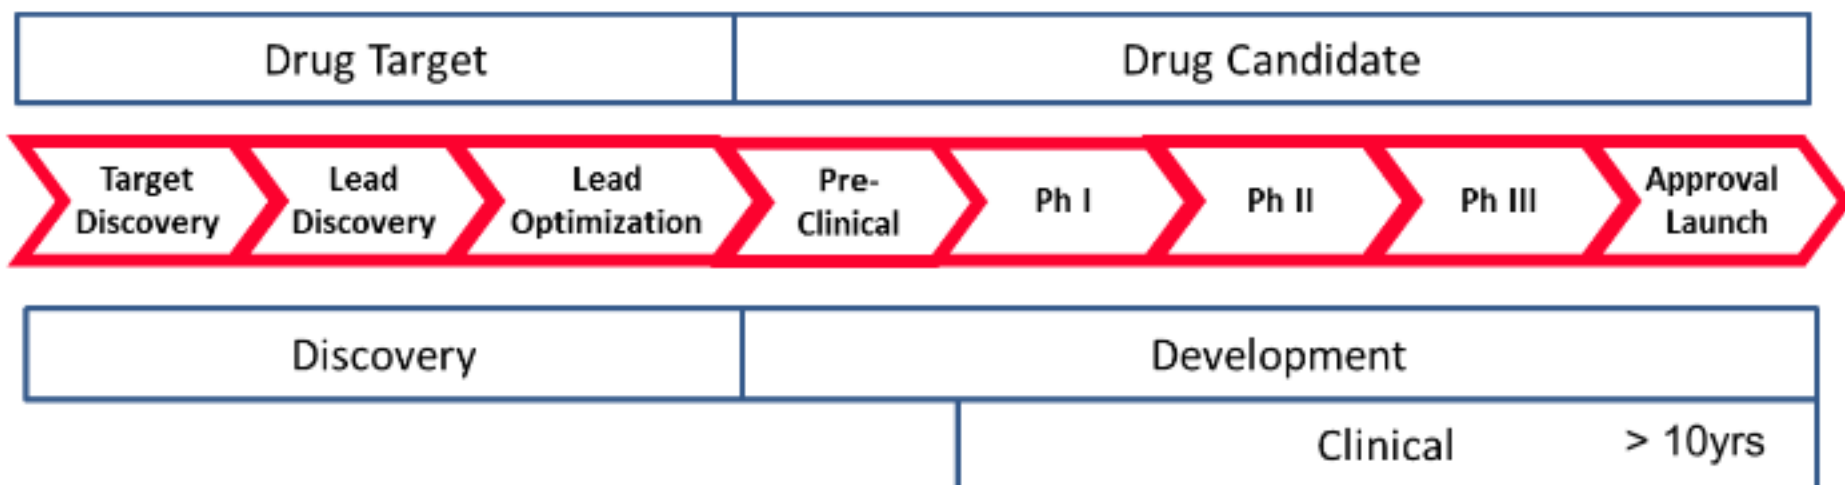 Drug Target
Drug Candidate
Target
Discovery
Lead
Discovery
Lead
Optimization
Pre-
Clinical
Ph I
Ph II
Ph III
Approval
Launch
Discovery
Development
Clinical
> 10yrs